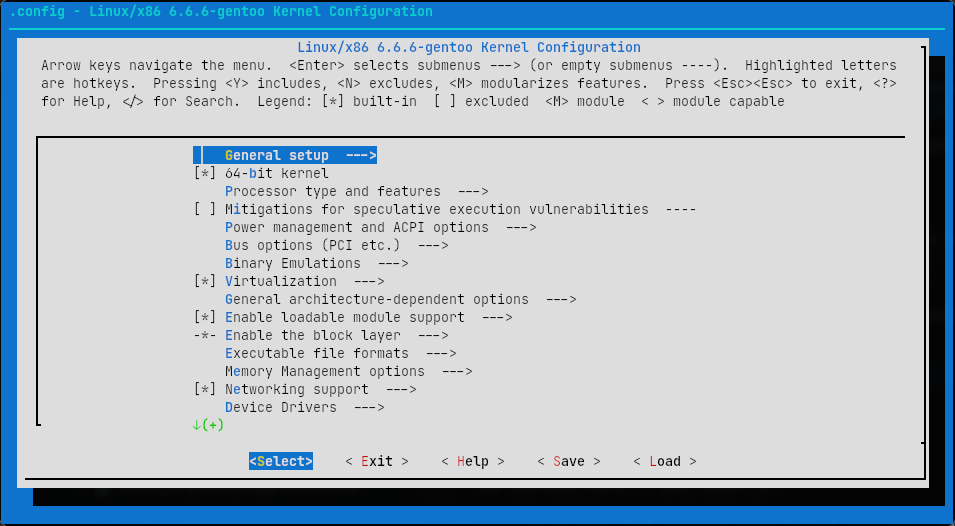 .config - Linux/x86 6.6.6-gentoo Kernel Configuration
Linux/x86 6.6.6-gentoo Kernel Configuration
Arrow keys navigate the menu.  <Enter> selects submenus ---> (or empty submenus ----).  Highlighted letters
are hotkeys.  Pressing <Y> includes, <N> excludes, <M> modularizes features.  Press <Esc><Esc> to exit, <?>
for Help, </> for Search.  Legend: [*] built-in  [ ] excluded  <M> module  < > module capable
General setup  --->
[*] 64-bit kernel
Processor type and features  --->
[ ] Mitigations for speculative execution vulnerabilities  ----
Power management and ACPI options  --->
Bus options (PCI etc.)  --->
Binary Emulations  --->
[*] Virtualization  --->
General architecture-dependent options  --->
[*] Enable loadable module support  --->
-*- Enable the block layer  --->
Executable file formats  --->
Memory Management options  --->
[*] Networking support  --->
Device Drivers  --->
↓(+)
<Select>    < Exit >    < Help >    < Save >    < Load >